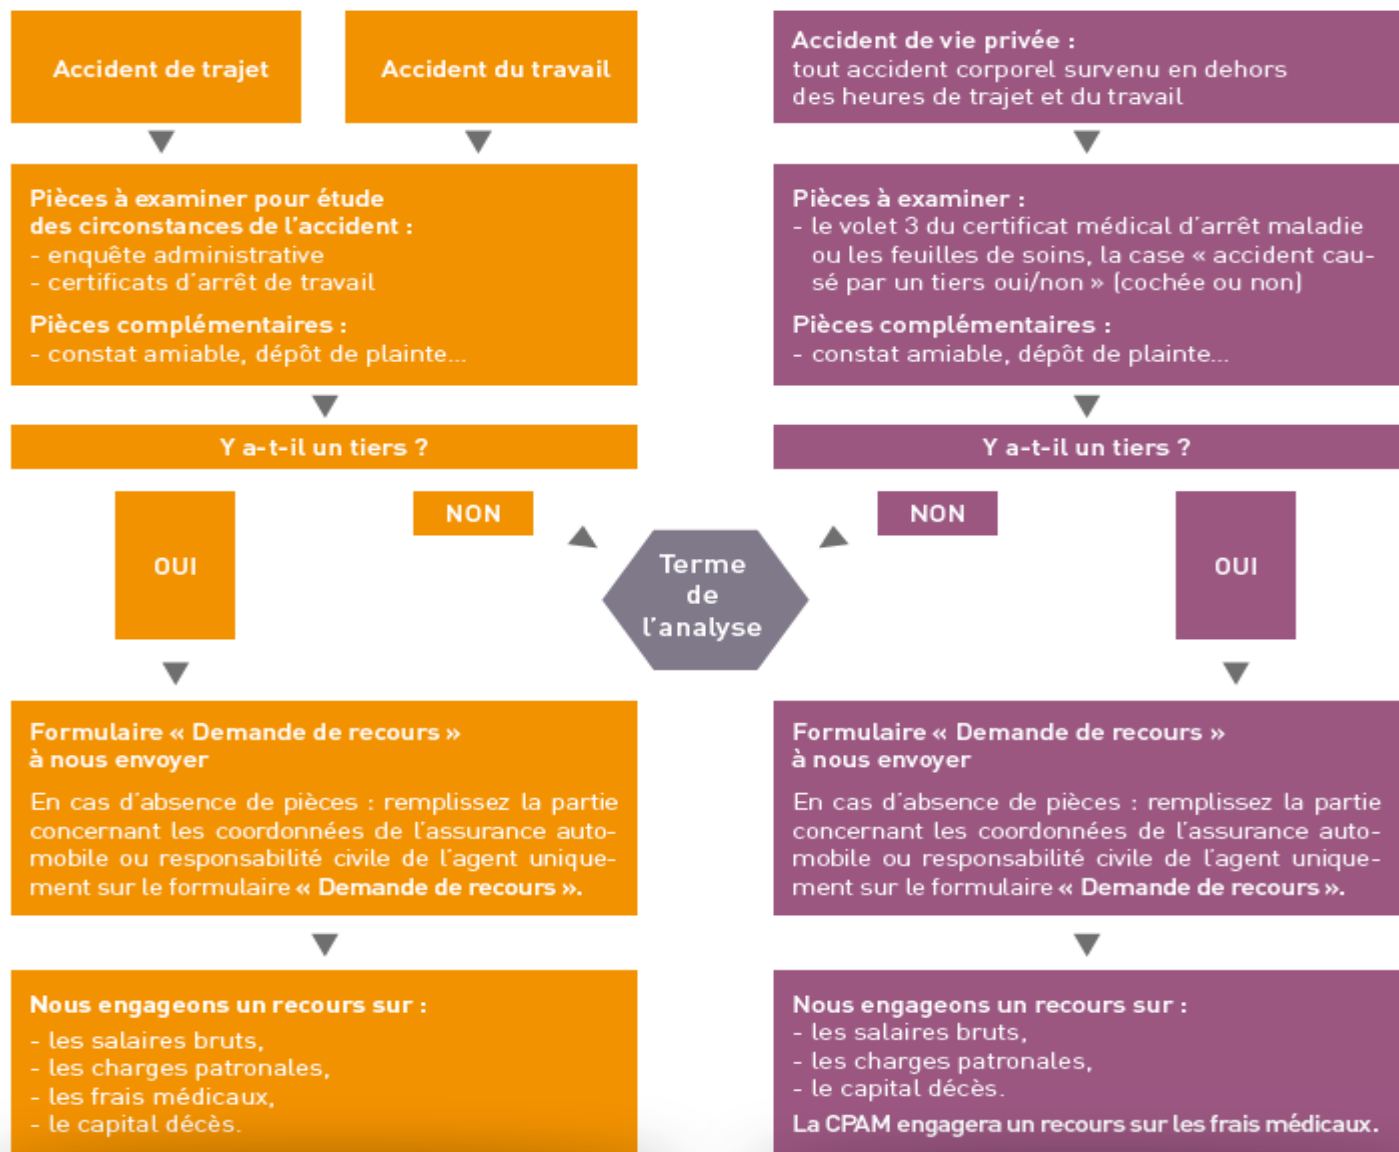 Accident de trajet
Accident du travail
Pièces à examiner pour étude
des circonstances de l'accident :
- enquête administrative
- certificats d'arrêt de travail
Pièces complémentaires :
- constat amiable, dépôt de plainte...
Y a-t-il un tiers ?
OUI
NON
Formulaire « Demande de recours »
à nous envoyer
En cas d'absence de pièces : remplissez la partie
concernant les coordonnées de l'assurance auto-
mobile ou responsabilité civile de l'agent unique-
ment sur le formulaire « Demande de recours ».
Nous engageons un recours sur :
- les salaires bruts,
- les charges patronales,
- les frais médicaux,
- le capital décès.
Terme
de
l'analyse
Accident de vie privée :
tout accident corporel survenu en dehors
des heures de trajet et du travail
Pièces à examiner :
- le volet 3 du certificat médical d'arrêt maladie
ou les feuilles de soins, la case « accident cau-
sé par un tiers oui/non » (cochée ou non)
Pièces complémentaires :
- constat amiable, dépôt de plainte...
Y a-t-il un tiers ?
NON
OUI
Formulaire « Demande de recours »
à nous envoyer
En cas d'absence de pièces : remplissez la partie
concernant les coordonnées de l'assurance auto-
mobile ou responsabilité civile de l'agent unique-
ment sur le formulaire « Demande de recours ».
Nous engageons un recours sur :
- les salaires bruts,
- les charges patronales,
- le capital décès.
La CPAM engagera un recours sur les frais médicaux.